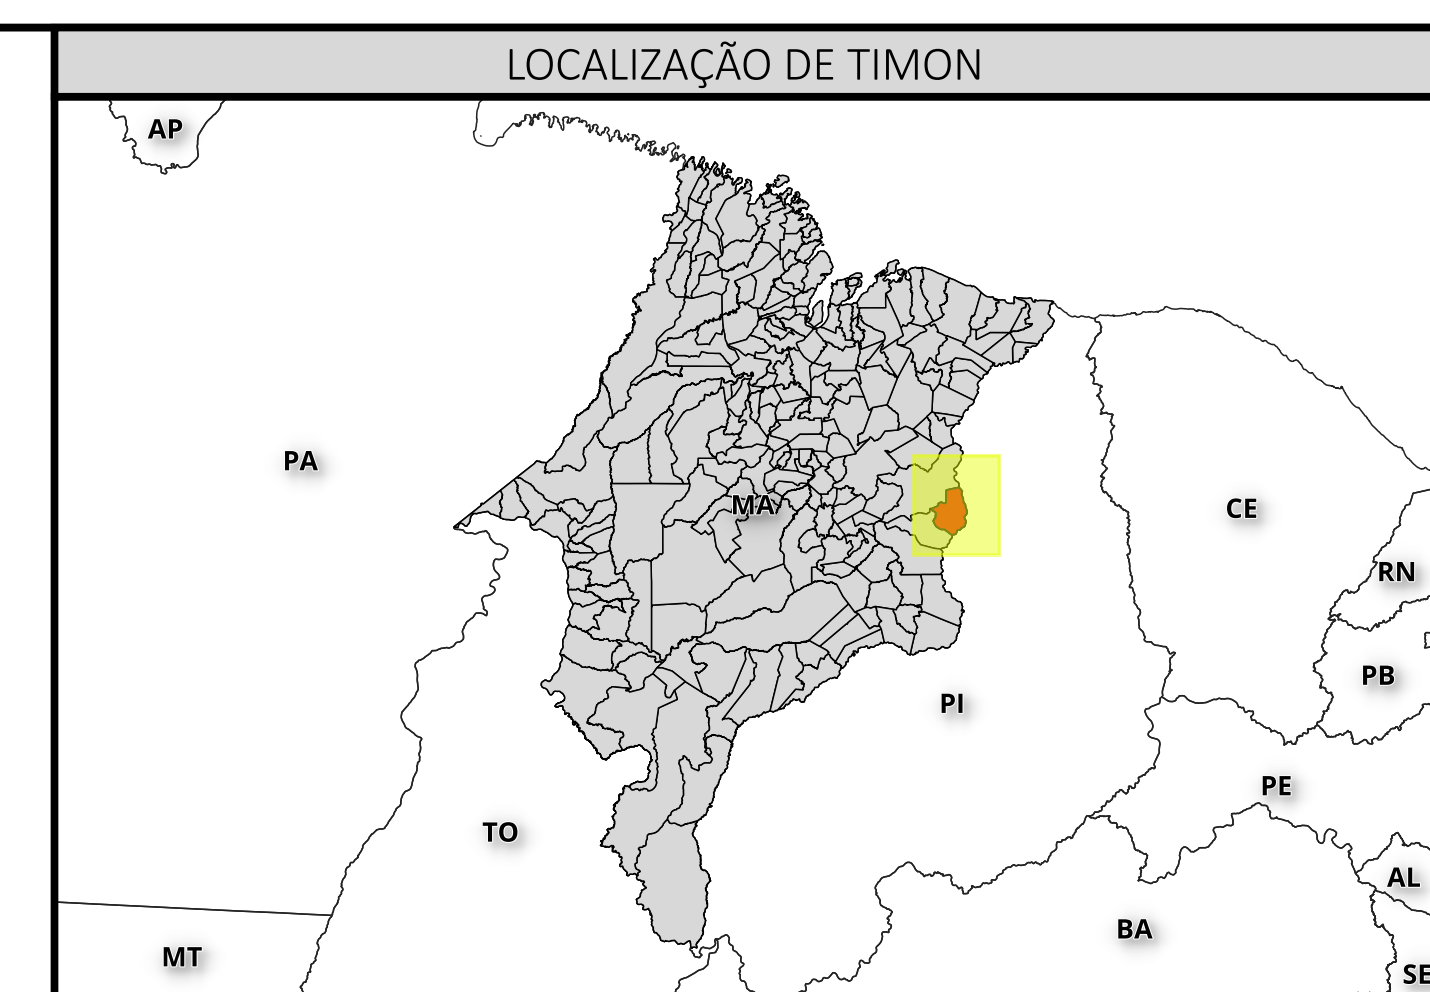 LOCALIZAÇÃO DE TIMON
AP
PA
MA
CE
RN
PB
PI
PE
TO
AL
BA
MT
SE